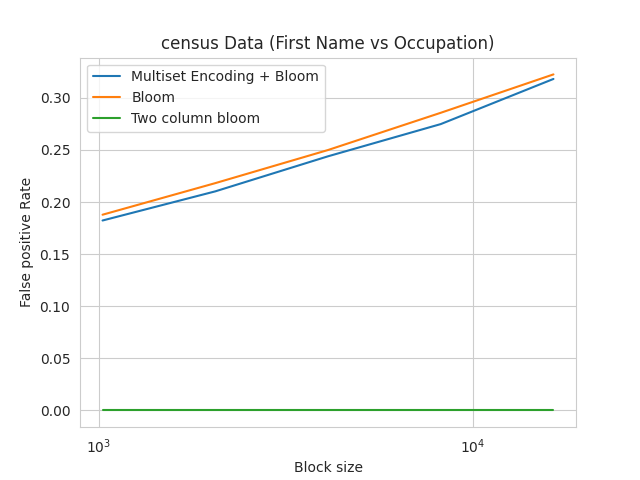 census Data (First Name vs Occupation)
Multiset Encoding + Bloom
Bloom
Two column bloom
False positive Rate
0.30
0.25
0.20
0.15
0.10
0.05
0.00
10³
10⁴
Block size